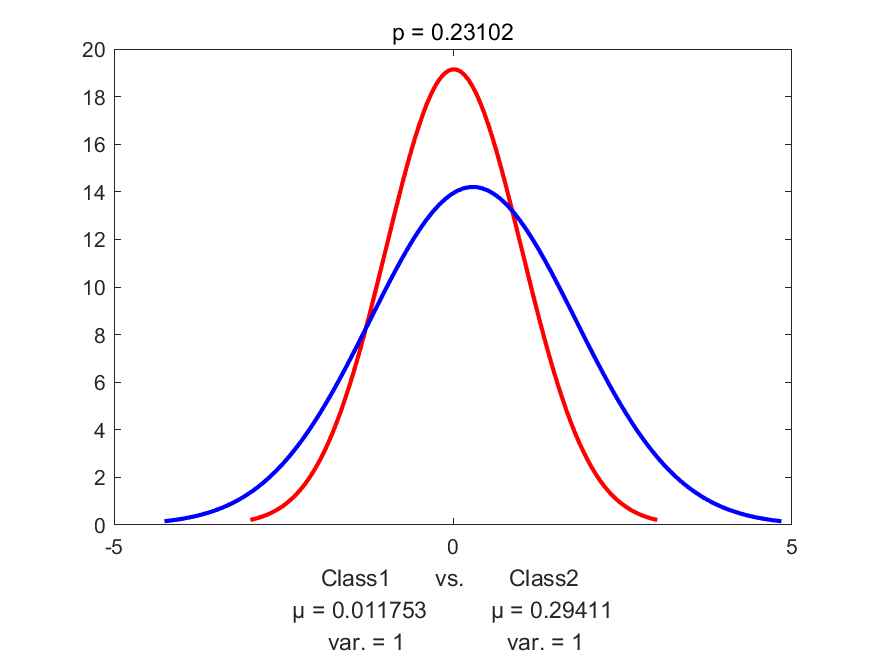 p = 0.23102
20
18
16
14
12
10
8
6
4
2
0
-5 0 5
Class1 vs. Class2
μ = 0.011753 μ = 0.29411
var. = 1 var. = 1